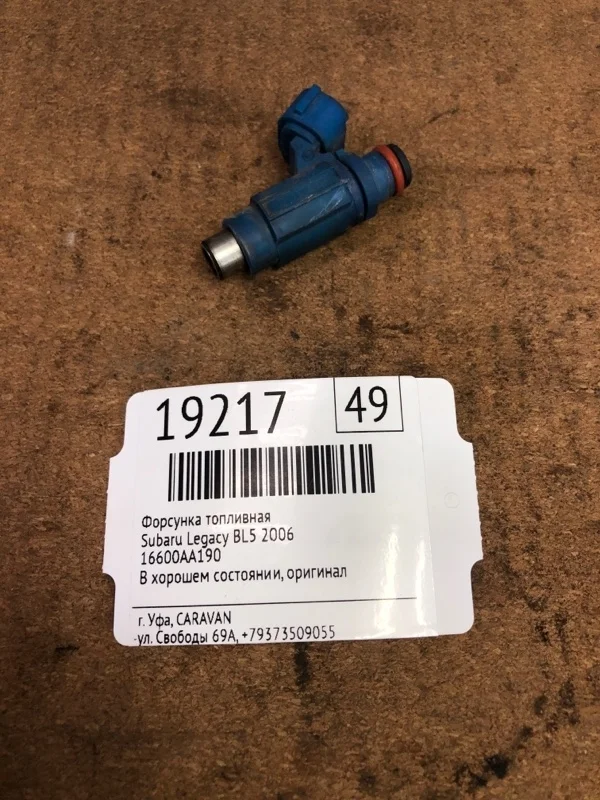 19217 49
Форсунка топливная
Subaru Legacy BL5 2006
16600AA190
В хорошем состоянии, оригинал
г. Уфа, CARAVAN
ул. Свободы 69А, +79373509055